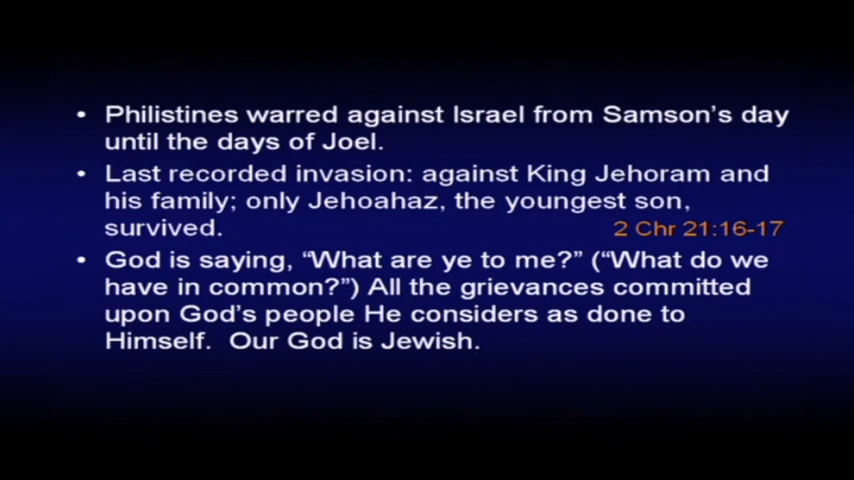 • Philistines warred against Israel from Samson's day
until the days of Joel.
• Last recorded invasion: against King Jehoram and
his family; only Jehoahaz, the youngest son,
survived. 2 Chr 21:16-17
• God is saying, “What are ye to me?” (“What do we
have in common?”) All the grievances committed
upon God's people He considers as done to
Himself.  Our God is Jewish.